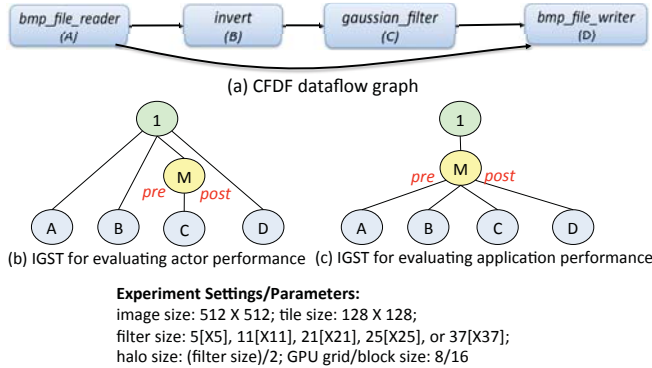 bmp_file_reader invert gaussian_filter bmp_file_writer
(A) (B) (C) (D)
(a) CFDF dataflow graph
1 1
M M
pre post pre post
A B C D A B C D
(b) IGST for evaluating actor performance (c) IGST for evaluating application performance
Experiment Settings/Parameters:
image size: 512 X 512; tile size: 128 X 128;
filter size: 5[X5], 11[X11], 21[X21], 25[X25], or 37[X37];
halo size: (filter size)/2; GPU grid/block size: 8/16